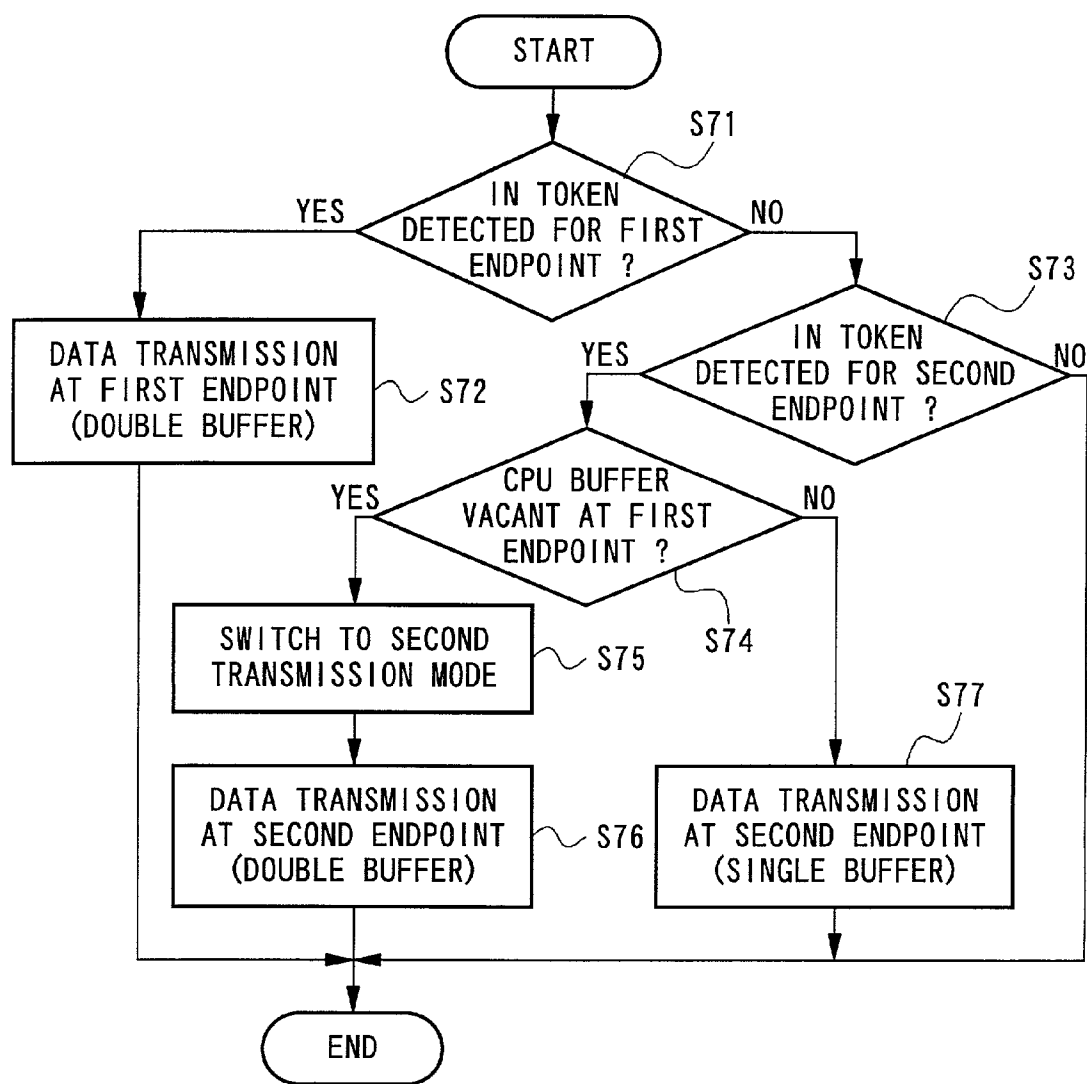 START
S71
IN TOKEN
DETECTED FOR FIRST
ENDPOINT ?
YES
NO
S73
IN TOKEN
DETECTED FOR SECOND
ENDPOINT ?
YES
NO
DATA TRANSMISSION
AT FIRST ENDPOINT
(DOUBLE BUFFER)
S72
CPU BUFFER
VACANT AT FIRST
ENDPOINT ?
YES
NO
S74
SWITCH TO SECOND
TRANSMISSION MODE
S75
S77
DATA TRANSMISSION
AT SECOND ENDPOINT
(DOUBLE BUFFER)
S76
DATA TRANSMISSION
AT SECOND ENDPOINT
(SINGLE BUFFER)
END